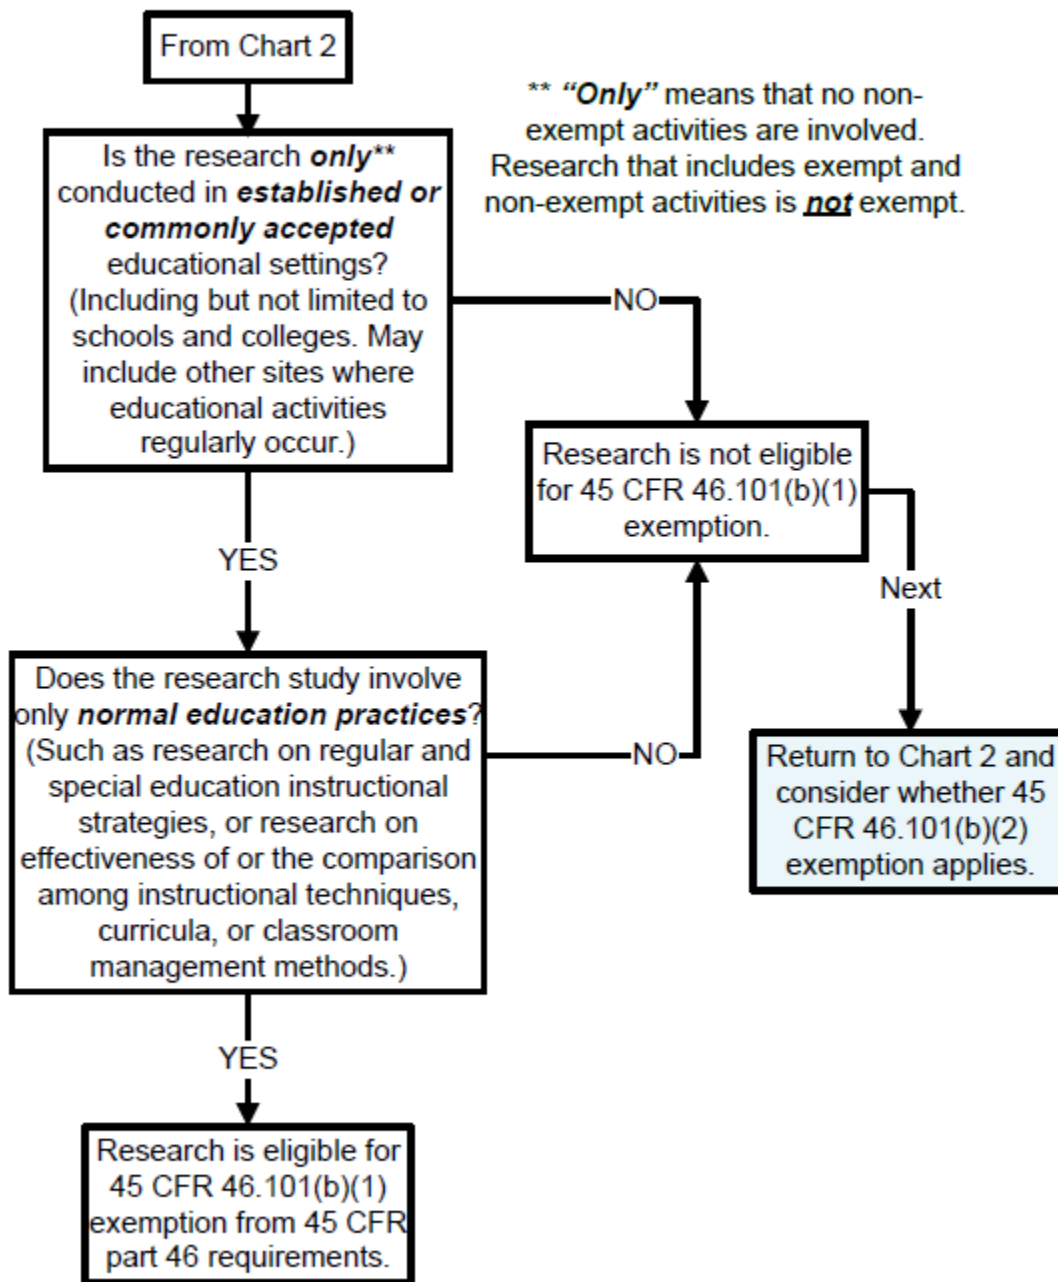 From Chart 2
** “Only” means that no non-
exempt activities are involved.
Research that includes exempt and
non-exempt activities is not exempt.
Is the research only**
conducted in established or
commonly accepted
educational settings?
(Including but not limited to
schools and colleges. May
include other sites where
educational activities
regularly occur.)
NO
Research is not eligible
for 45 CFR 46.101(b)(1)
exemption.
YES
Next
Does the research study involve
only normal education practices?
(Such as research on regular and
special education instructional
strategies, or research on
effectiveness of or the comparison
among instructional techniques,
curricula, or classroom
management methods.)
NO
Return to Chart 2 and
consider whether 45
CFR 46.101(b)(2)
exemption applies.
YES
Research is eligible for
45 CFR 46.101(b)(1)
exemption from 45 CFR
part 46 requirements.